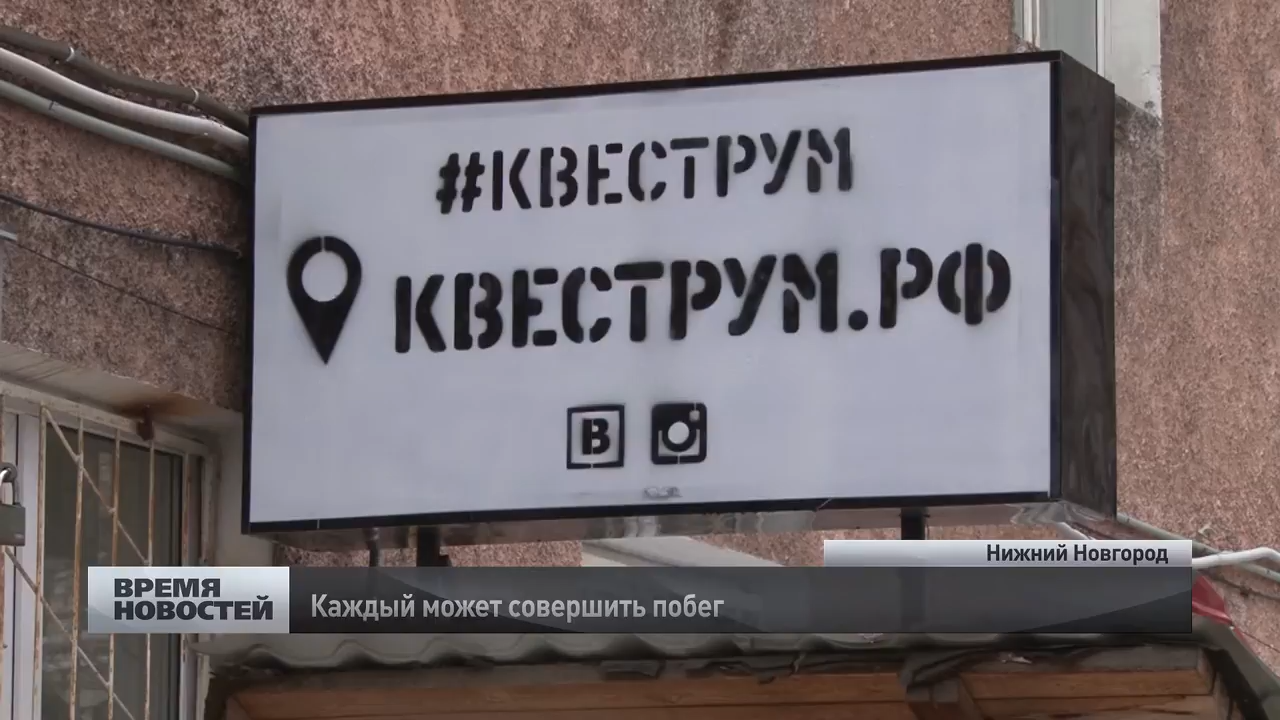 #КВЕСТРУМ
КВЕСТРУМ.РФ
В
Нижний Новгород
ВРЕМЯ
НОВОСТЕЙ
Каждый может совершить побег